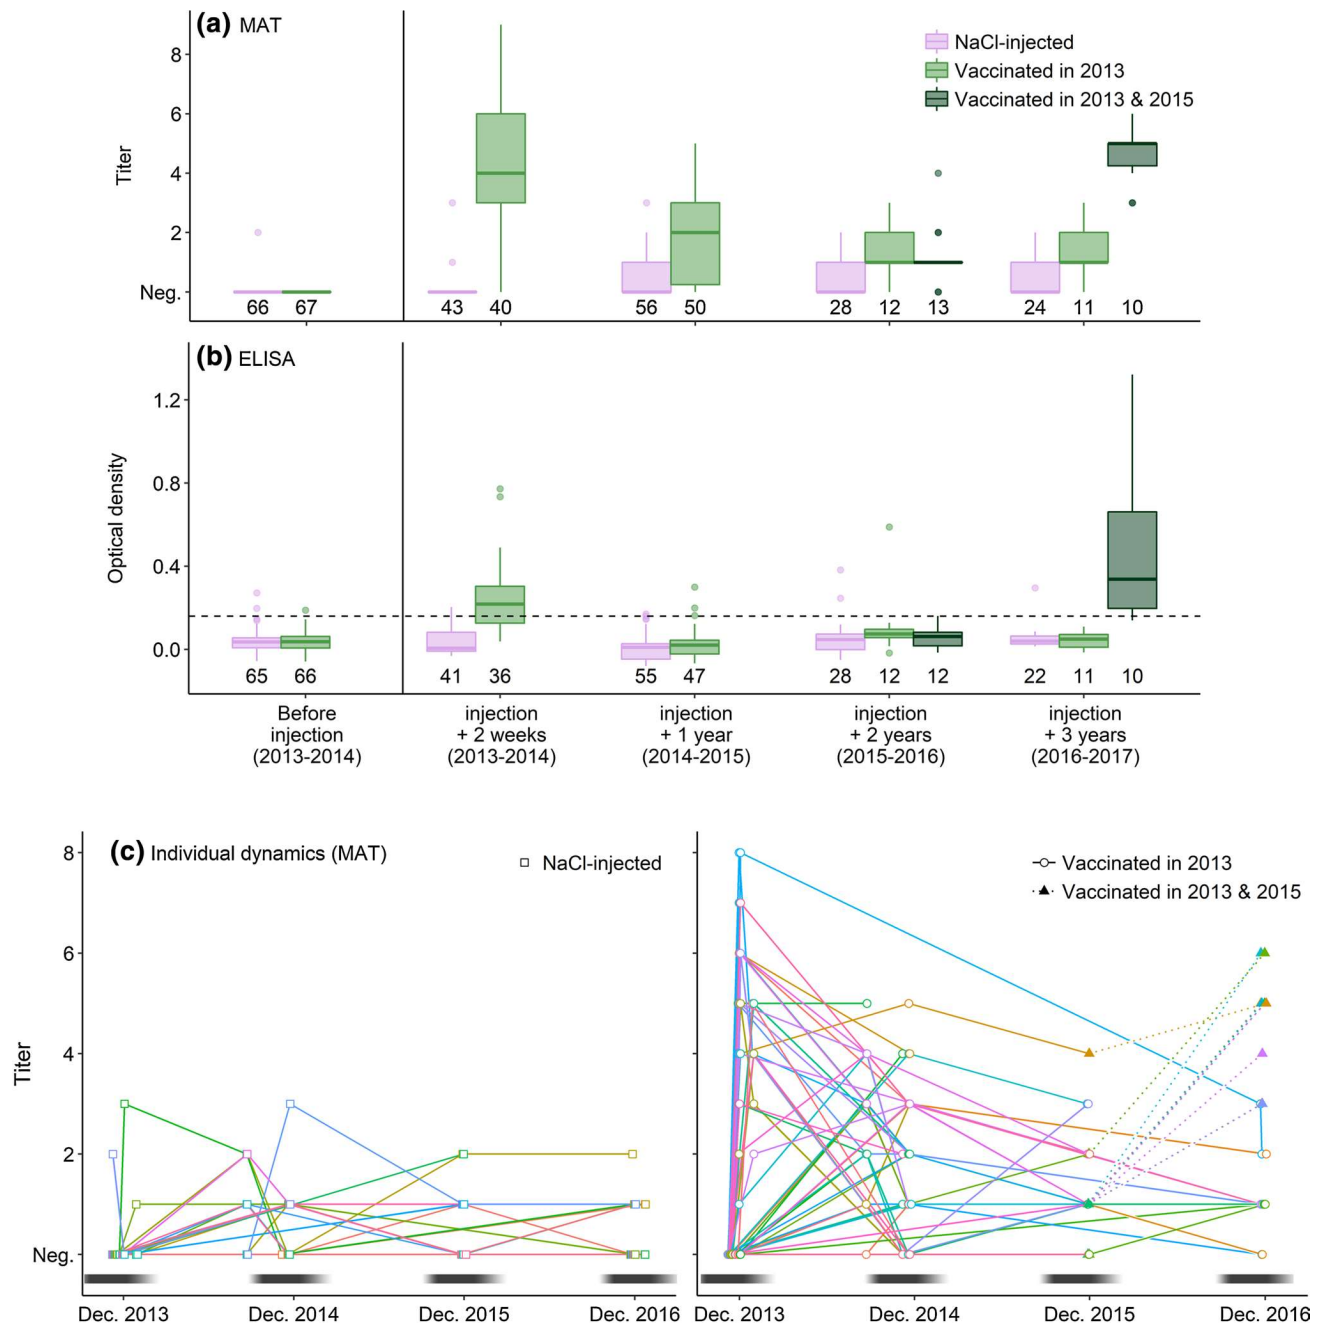 (a) MAT
NaCl-injected
Vaccinated in 2013
Vaccinated in 2013 & 2015
Titer
8
6
4
2
Neg.
66 67 43 40 56 50 28 12 13 24 11 10
(b) ELISA
Optical density
1.2
0.8
0.4
0.0
65 66 41 36 55 47 28 12 12 22 11 10
Before
injection
(2013-2014)
injection
+ 2 weeks
(2013-2014)
injection
+ 1 year
(2014-2015)
injection
+ 2 years
(2015-2016)
injection
+ 3 years
(2016-2017)
(c) Individual dynamics (MAT)
NaCl-injected
Vaccinated in 2013
Vaccinated in 2013 & 2015
Titer
8
6
4
2
Neg.
Dec. 2013 Dec. 2014 Dec. 2015 Dec. 2016
Dec. 2013 Dec. 2014 Dec. 2015 Dec. 2016